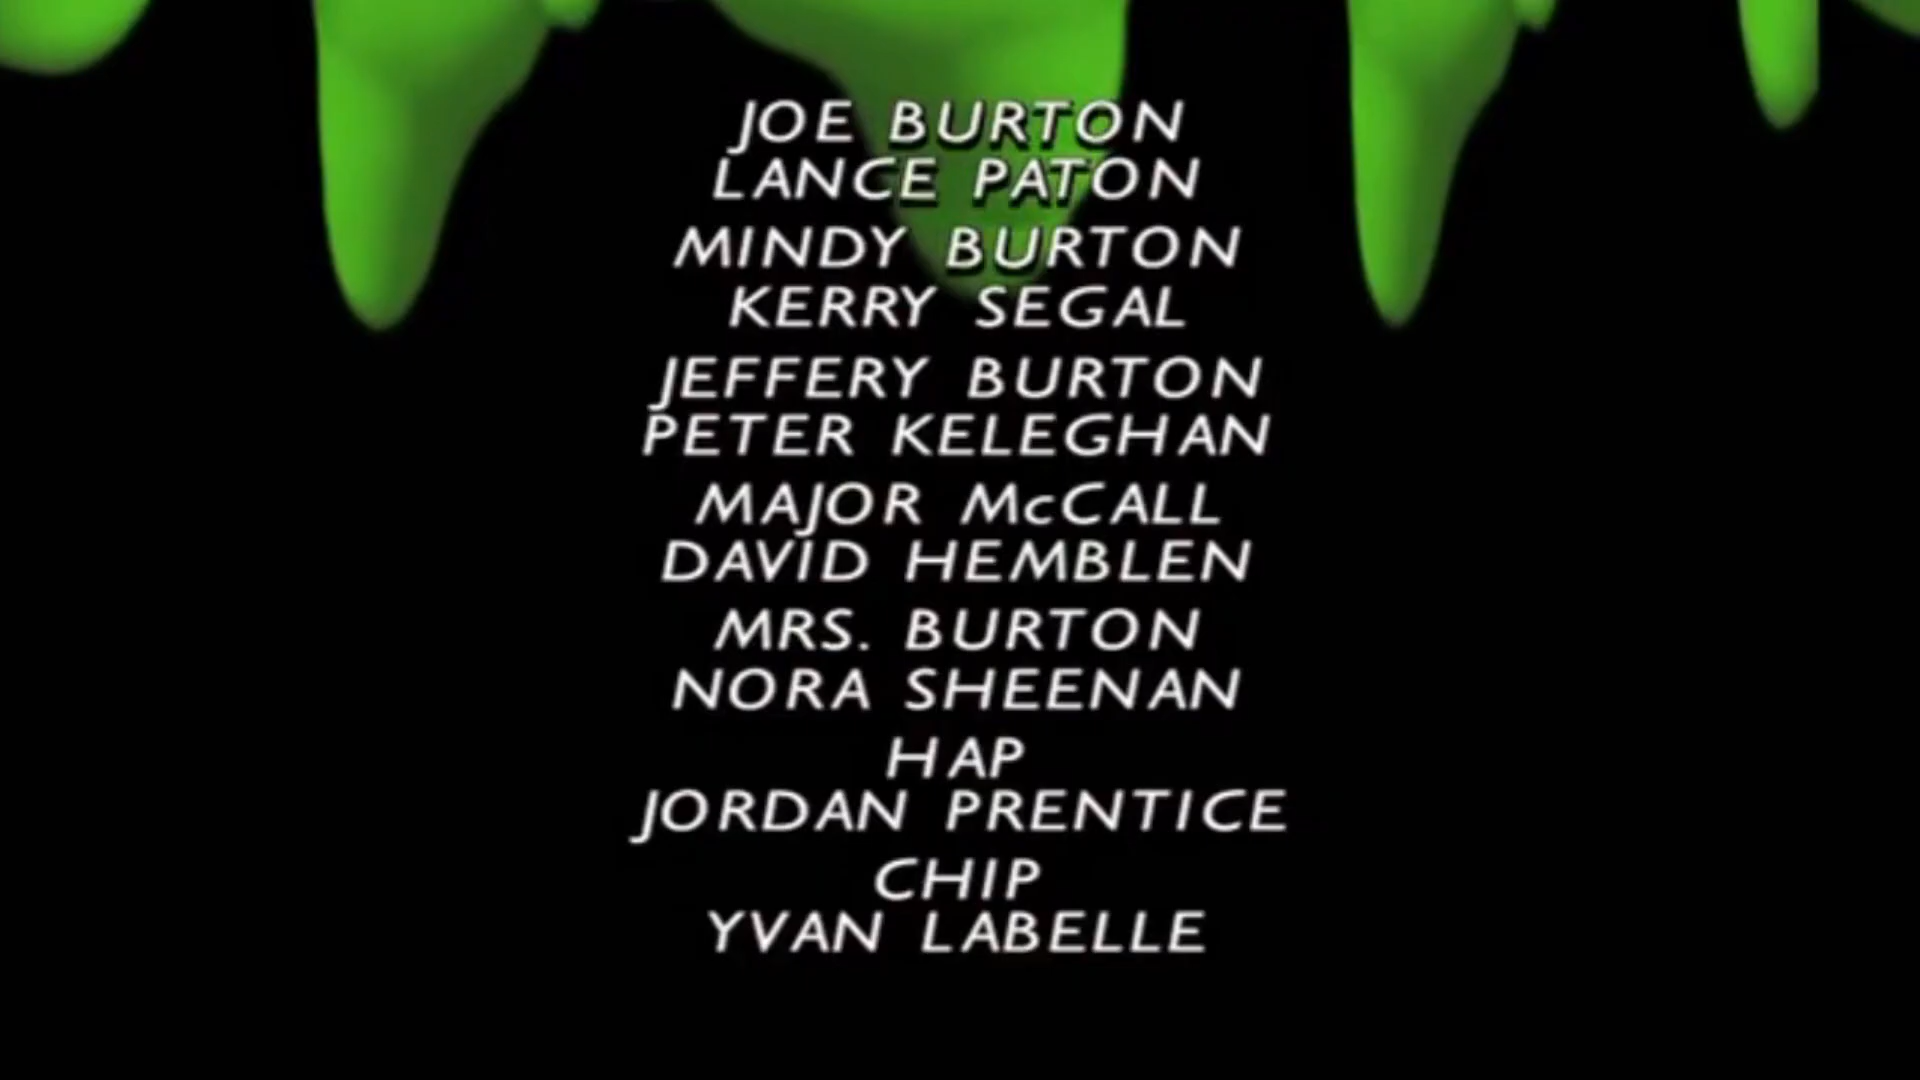 JOE BURTON
LANCE PATON
MINDY BURTON
KERRY SEGAL
JEFFERY BURTON
PETER KELEGHAN
MAJOR McCALL
DAVID HEMBLEN
MRS. BURTON
NORA SHEENAN
HAP
JORDAN PRENTICE
CHIP
YVAN LABELLE